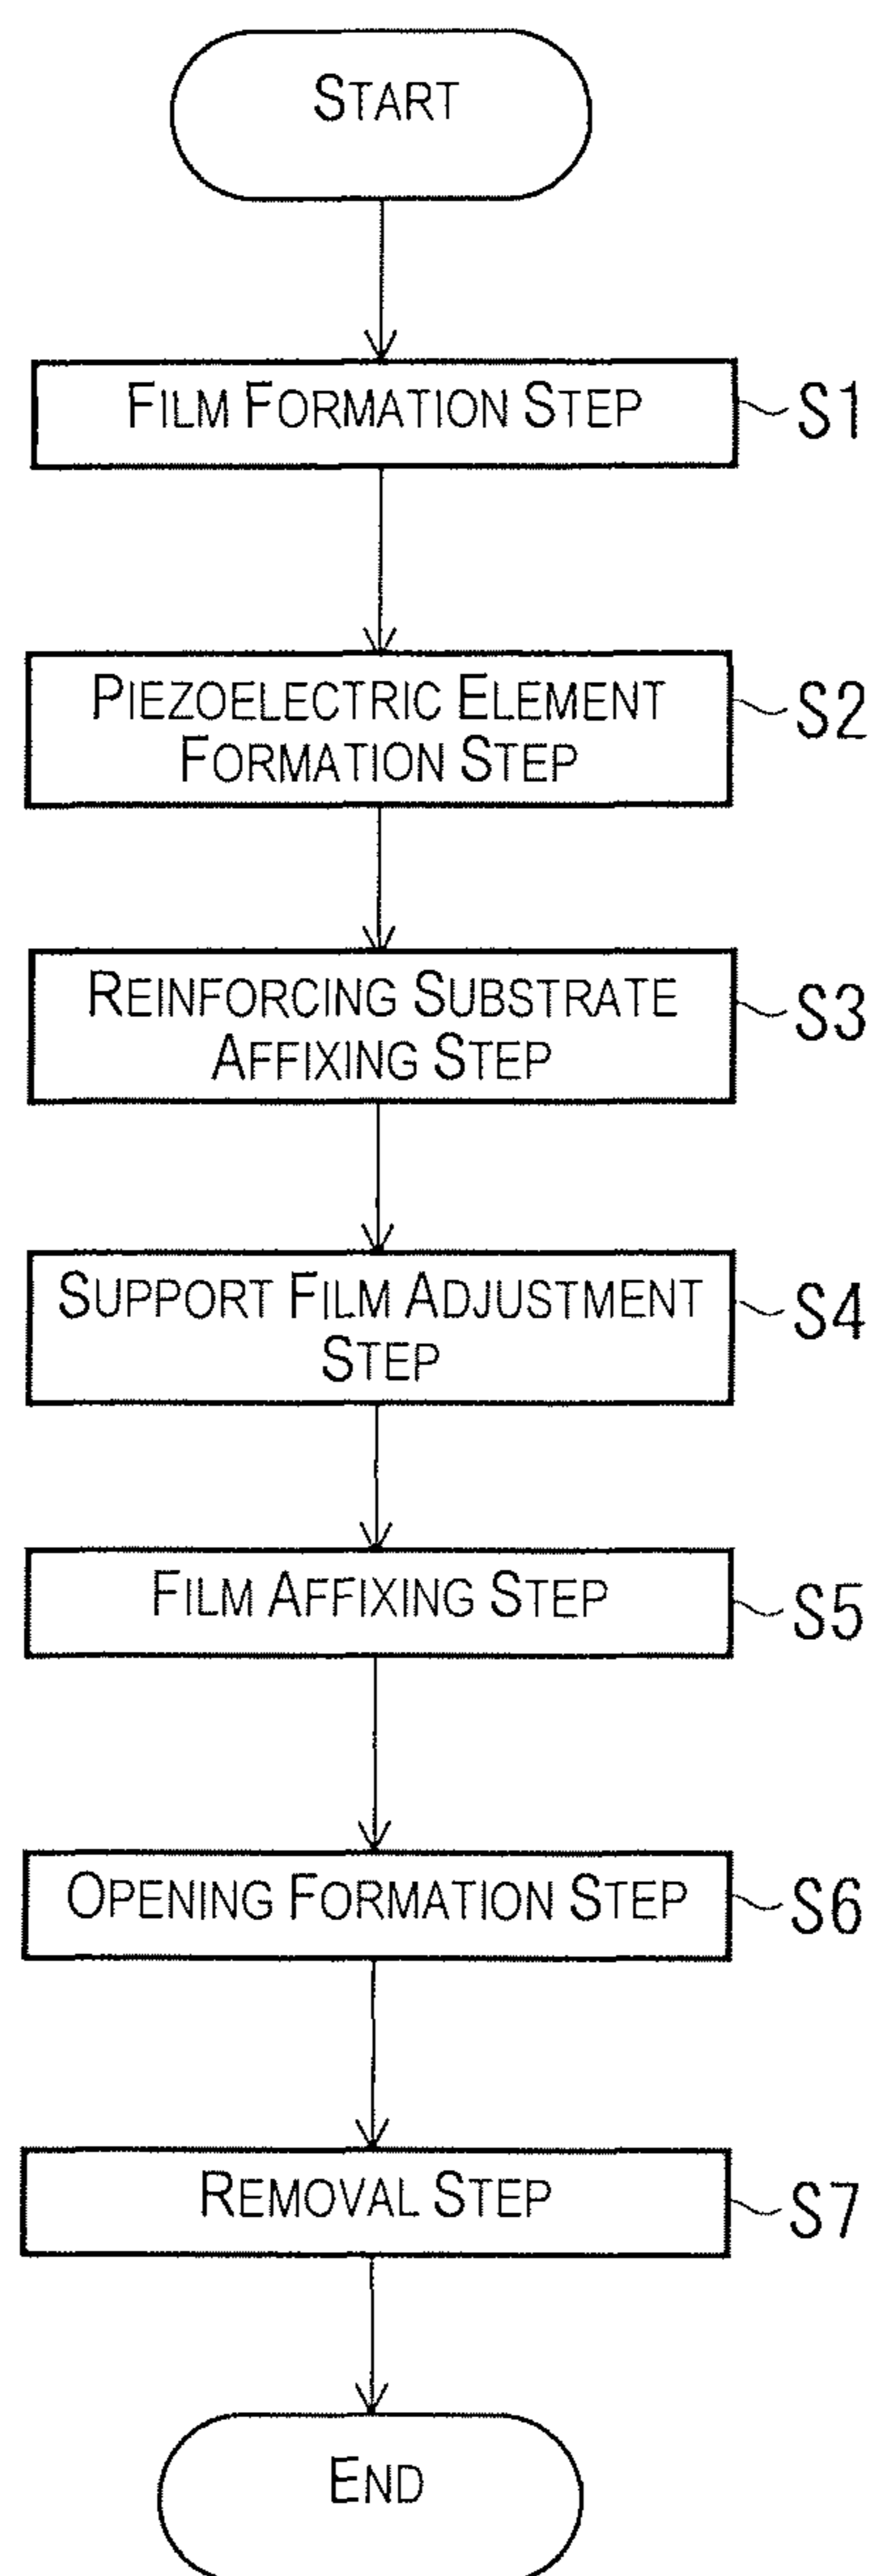 START
FILM FORMATION STEP
S1
PIEZOELECTRIC ELEMENT
FORMATION STEP
S2
REINFORCING SUBSTRATE
AFFIXING STEP
S3
SUPPORT FILM ADJUSTMENT
STEP
S4
FILM AFFIXING STEP
S5
OPENING FORMATION STEP
S6
REMOVAL STEP
S7
END